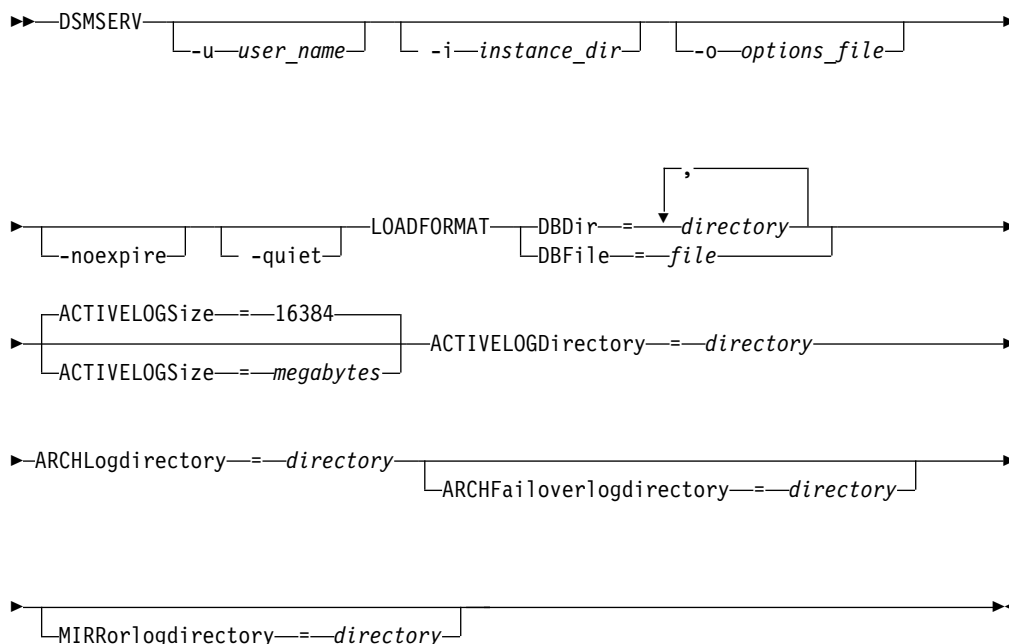 DSMSERV
-u user_name -i instance_dir -o options_file
,
LOADFORMAT DBDir = directory
-noexpire -quiet DBFile = file
ACTIVELOGSize = 16384
ACTIVELOGDirectory = directory
ACTIVELOGSize = megabytes
ARCHLogdirectory = directory
ARCHFailoverlogdirectory = directory
MIRRorlogdirectory = directory